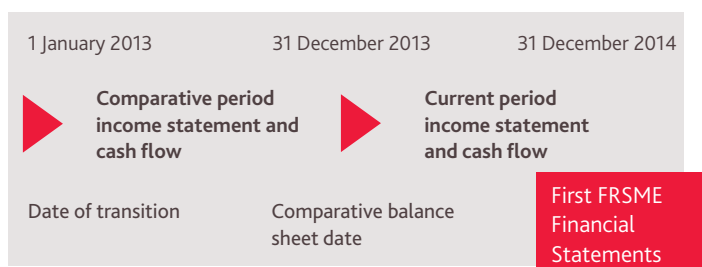 1 January 2013
31 December 2013
31 December 2014
Comparative period
income statement and
cash flow
Current period
income statement
and cash flow
Date of transition
Comparative balance
sheet date
First FRSME
Financial
Statements